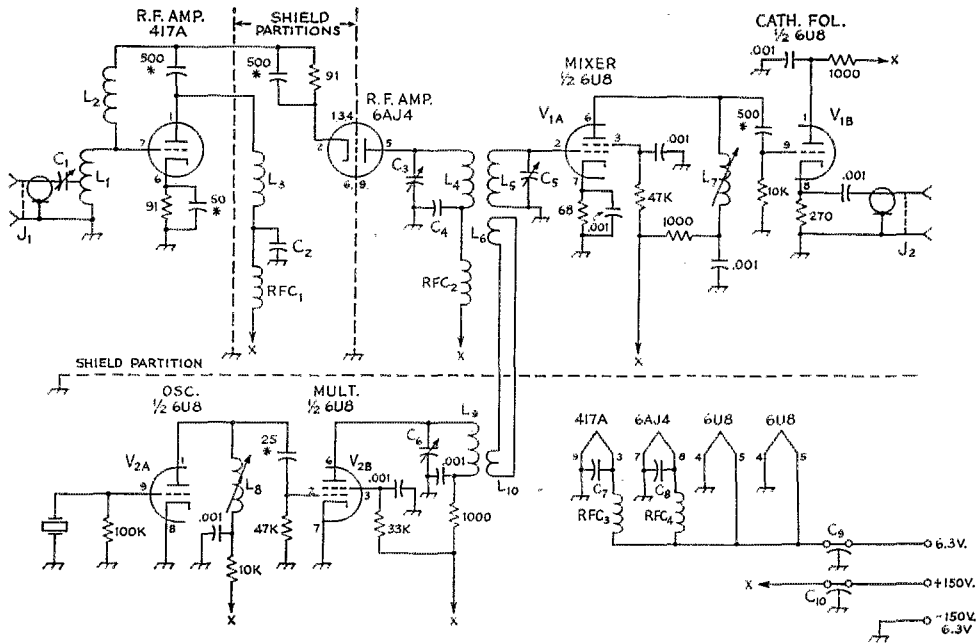 R.F. AMP.
417A
SHIELD
PARTITIONS
CATH. FOL.
½ 6U8
.001
1000
X
500
*
500
*
91
MIXER
½ 6U8
L2
1
134
R.F. AMP.
6AJ4
V1A
6
500
*
1
V1B
7
2
5
2
3
.001
9
C1
L1
6
L3
6,9.
C3
L4
L5
C5
7
47K
L7
10K
8
.001
91
50
*
C4
68
.001
1000
270
J1
C2
L6
J2
RFC1
RFC2
.001
X
X
X
SHIELD PARTITION
OSC.
½ 6U8
MULT.
½ 6U8
L9
417A
6AJ4
6U8
6U8
V2A
1
25
*
6
V2B
C6
.001
9
3
7
8
4
5
4
5
9
L8
2
3
.001
C7
C8
8
.001
7
L10
RFC3
RFC4
100K
47K
33K
1000
C9
6.3V.
10K
X
+150V.
C10
X
X
-150V.
6.3V